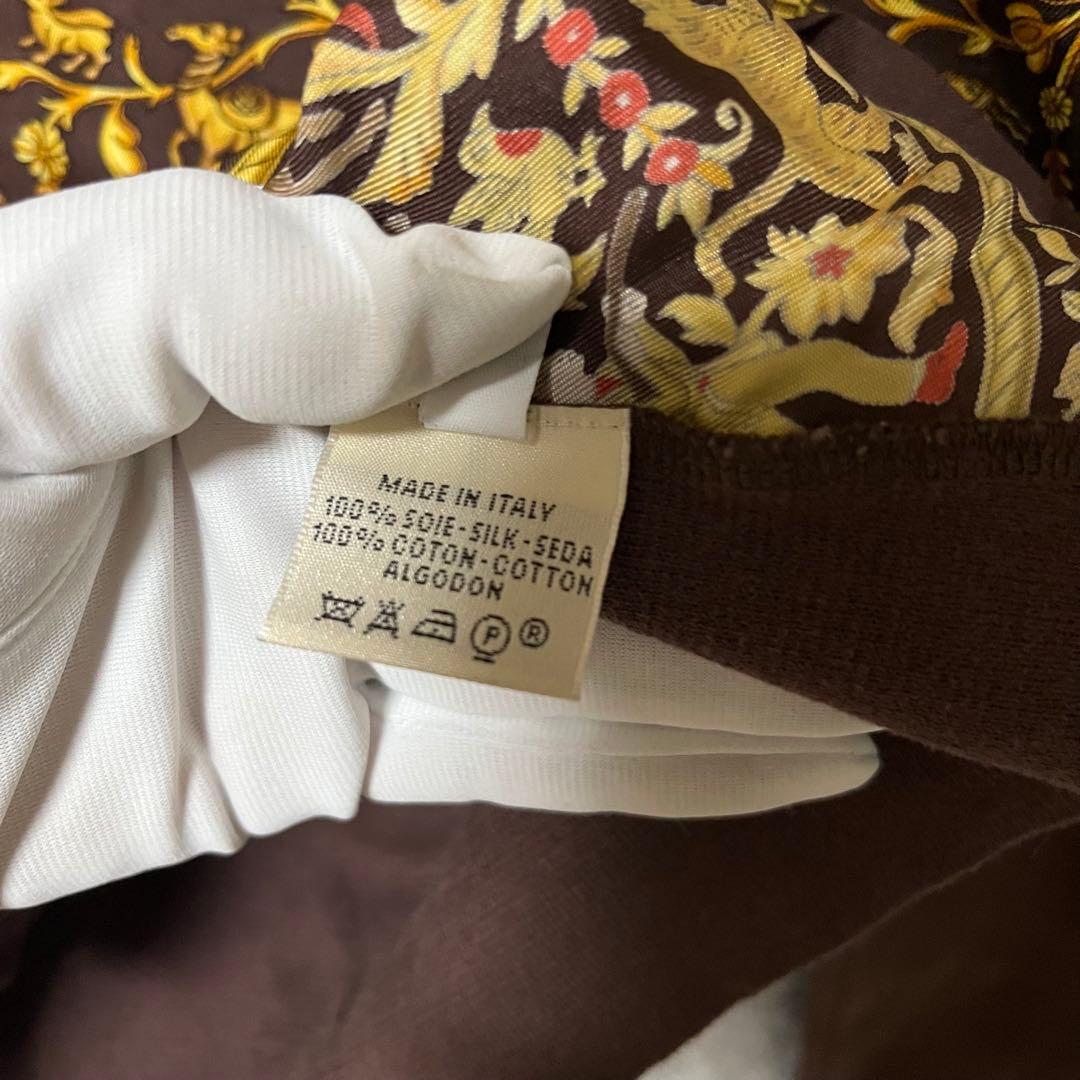 MADE IN ITALY
100% SOIE-SILK-SEDA
100% COTON-COTTON
ALGODON
P ®